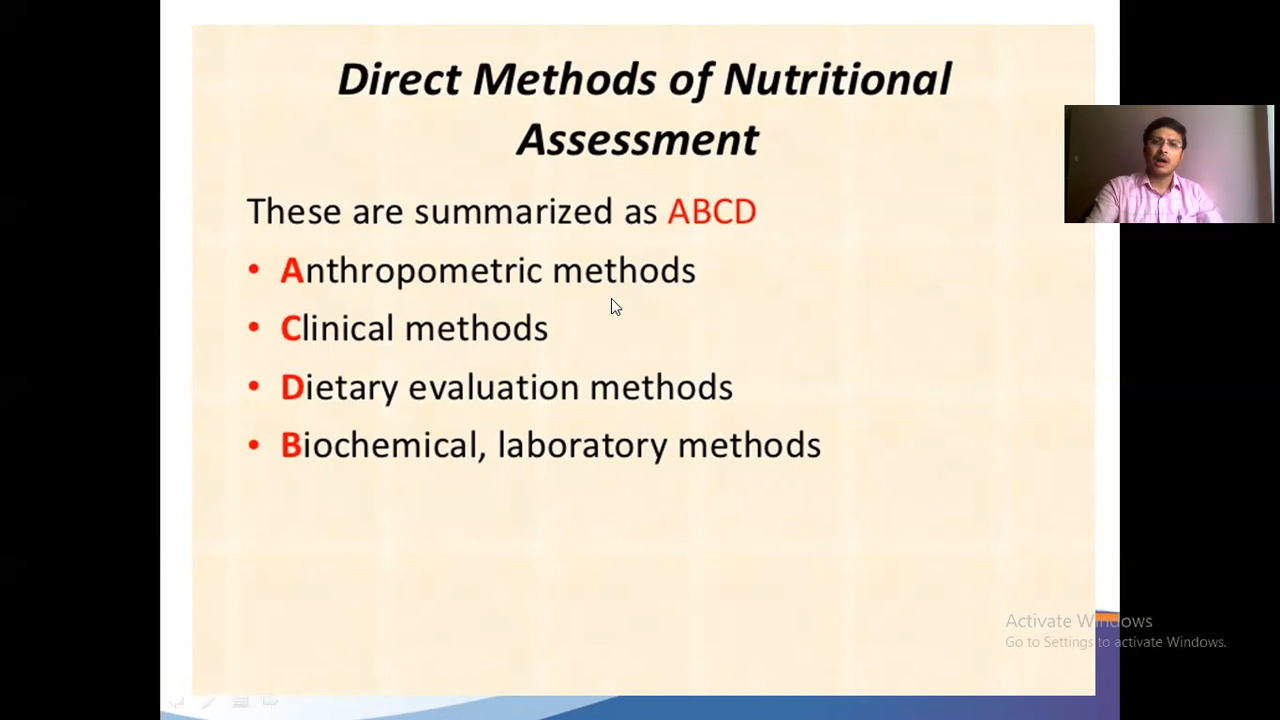 Direct Methods of Nutritional
Assessment
These are summarized as ABCD
• Anthropometric methods
• Clinical methods
• Dietary evaluation methods
• Biochemical, laboratory methods
Activate Windows
Go to Settings to activate Windows.